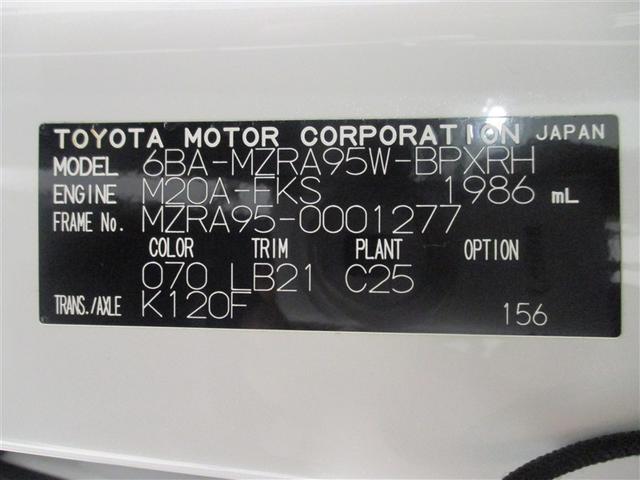 TOYOTA MOTOR CORPORATION JAPAN
MODEL 6BA-MZRA95W-BPXRH
ENGINE M20A-FKS 1986 mL
FRAME No. MZRA95-0001277
COLOR TRIM PLANT OPTION
070 LB21 C25
TRANS./AXLE K120F
156